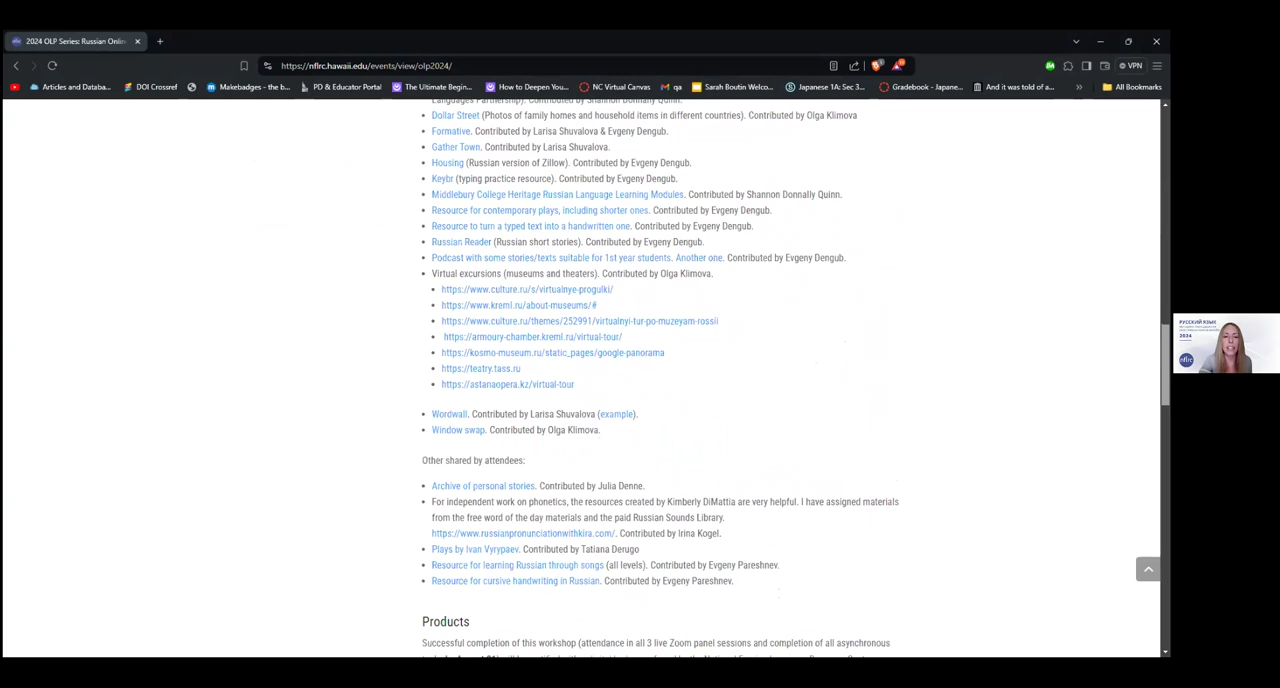 2024 OLP Series: Russian Onlin
https://nflrc.hawaii.edu/events/view/olp2024/
VPN
Articles and Databa...
DOI Crossref
Makebadges - the b...
PD & Educator Portal
The Ultimate Begin...
How to Deepen You...
NC Virtual Canvas
qa
Sarah Boutin Welco...
Japanese 1A: Sec 3...
Gradebook - Japane...
And it was told of a...
All Bookmarks
Languages Partnership). Contributed by Shannon Donnally Quinn.
Dollar Street (Photos of family homes and household items in different countries). Contributed by Olga Klimova
Formative. Contributed by Larisa Shuvalova & Evgeny Dengub.
Gather Town. Contributed by Larisa Shuvalova.
Housing (Russian version of Zillow). Contributed by Evgeny Dengub.
Keybr (typing practice resource). Contributed by Evgeny Dengub.
Middlebury College Heritage Russian Language Learning Modules. Contributed by Shannon Donnally Quinn.
Resource for contemporary plays, including shorter ones. Contributed by Evgeny Dengub.
Resource to turn a typed text into a handwritten one. Contributed by Evgeny Dengub.
Russian Reader (Russian short stories). Contributed by Evgeny Dengub.
Podcast with some stories/texts suitable for 1st year students. Another one. Contributed by Evgeny Dengub.
Virtual excursions (museums and theaters). Contributed by Olga Klimova.
https://www.culture.ru/s/virtualnye-progulki/
https://www.kreml.ru/about-museums/#
https://www.culture.ru/themes/252991/virtualnyi-tur-po-muzeyam-rossii
https://armoury-chamber.kreml.ru/virtual-tour/
https://kosmo-museum.ru/static_pages/google-panorama
https://teatry.tass.ru
https://astanaopera.kz/virtual-tour
Wordwall. Contributed by Larisa Shuvalova (example).
Window swap. Contributed by Olga Klimova.
Other shared by attendees:
Archive of personal stories. Contributed by Julia Denne.
For independent work on phonetics, the resources created by Kimberly DiMattia are very helpful. I have assigned materials
from the free word of the day materials and the paid Russian Sounds Library.
https://www.russianpronunciationwithkira.com/. Contributed by Irina Kogel.
Plays by Ivan Vyrypaev. Contributed by Tatiana Derugo
Resource for learning Russian through songs (all levels). Contributed by Evgeny Pareshnev.
Resource for cursive handwriting in Russian. Contributed by Evgeny Pareshnev.
Products
Successful completion of this workshop (attendance in all 3 live Zoom panel sessions and completion of all asynchronous
РУССКИЙ ЯЗЫК
2024
nflrc